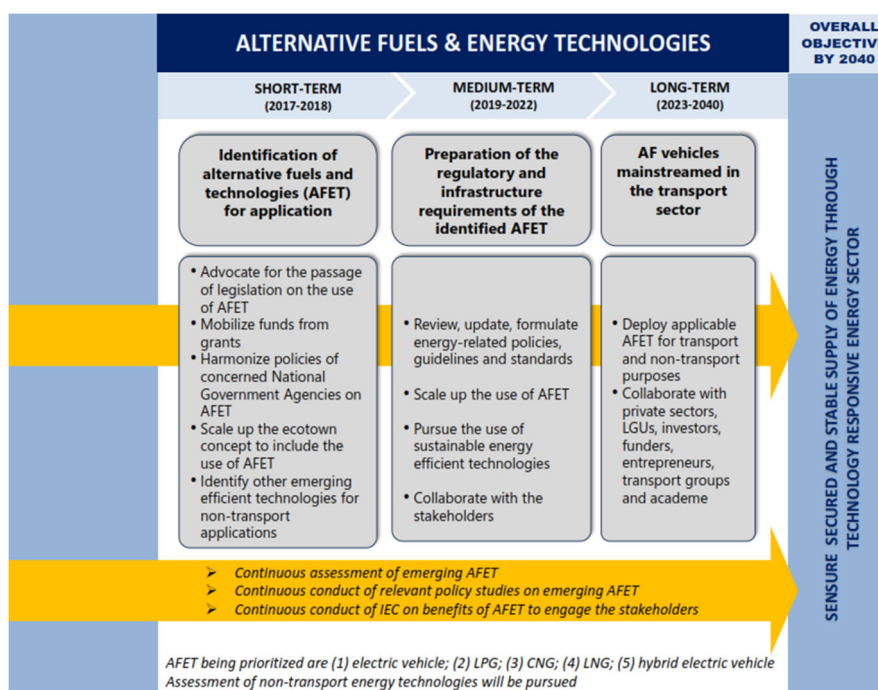 ALTERNATIVE FUELS & ENERGY TECHNOLOGIES
OVERALL
OBJECTIVE
BY 2040
SHORT-TERM
(2017-2018)
MEDIUM-TERM
(2019-2022)
LONG-TERM
(2023-2040)
Identification of
alternative fuels and
technologies (AFET)
for application
Preparation of the
regulatory and
infrastructure
requirements of the
identified AFET
AF vehicles
mainstreamed in
the transport
sector
• Advocate for the passage
of legislation on the use
of AFET
• Mobilize funds from
grants
• Harmonize policies of
concerned National
Government Agencies on
AFET
• Scale up the ecotown
concept to include the
use of AFET
• Identify other emerging
efficient technologies for
non-transport
applications
• Review, update, formulate
energy-related policies,
guidelines and standards
• Scale up the use of AFET
• Pursue the use of
sustainable energy
efficient technologies
• Collaborate with the
stakeholders
• Deploy applicable
AFET for transport
and non-transport
purposes
• Collaborate with
private sectors,
LGUs, investors,
funders,
entrepreneurs,
transport groups
and academe
SENSURE SECURED AND STABLE SUPPLY OF ENERGY THROUGH
TECHNOLOGY RESPONSIVE ENERGY SECTOR
➢ Continuous assessment of emerging AFET
➢ Continuous conduct of relevant policy studies on emerging AFET
➢ Continuous conduct of IEC on benefits of AFET to engage the stakeholders
AFET being prioritized are (1) electric vehicle; (2) LPG; (3) CNG; (4) LNG; (5) hybrid electric vehicle
Assessment of non-transport energy technologies will be pursued